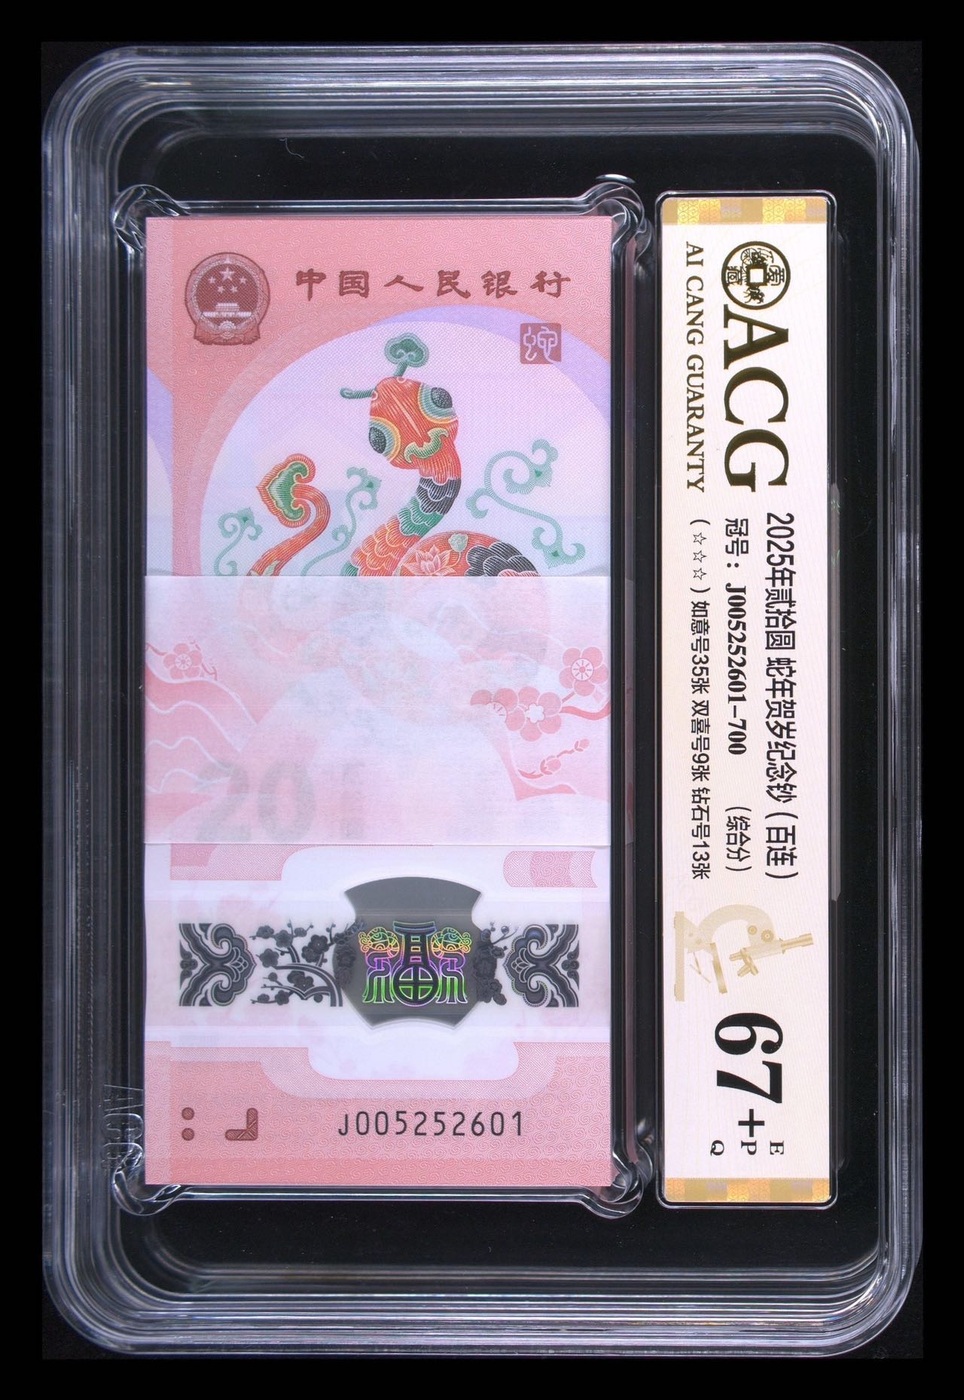 中国人民银行
蛇
20
J005252601
ACG
AI CANG GUARANTY
2025年贰拾圆 蛇年贺岁纪念钞（百连）
冠号：J005252601-700 （综合分）
（☆☆☆）如意号35张 双喜号9张 钻石号13张
67+
E
P
Q
ACG